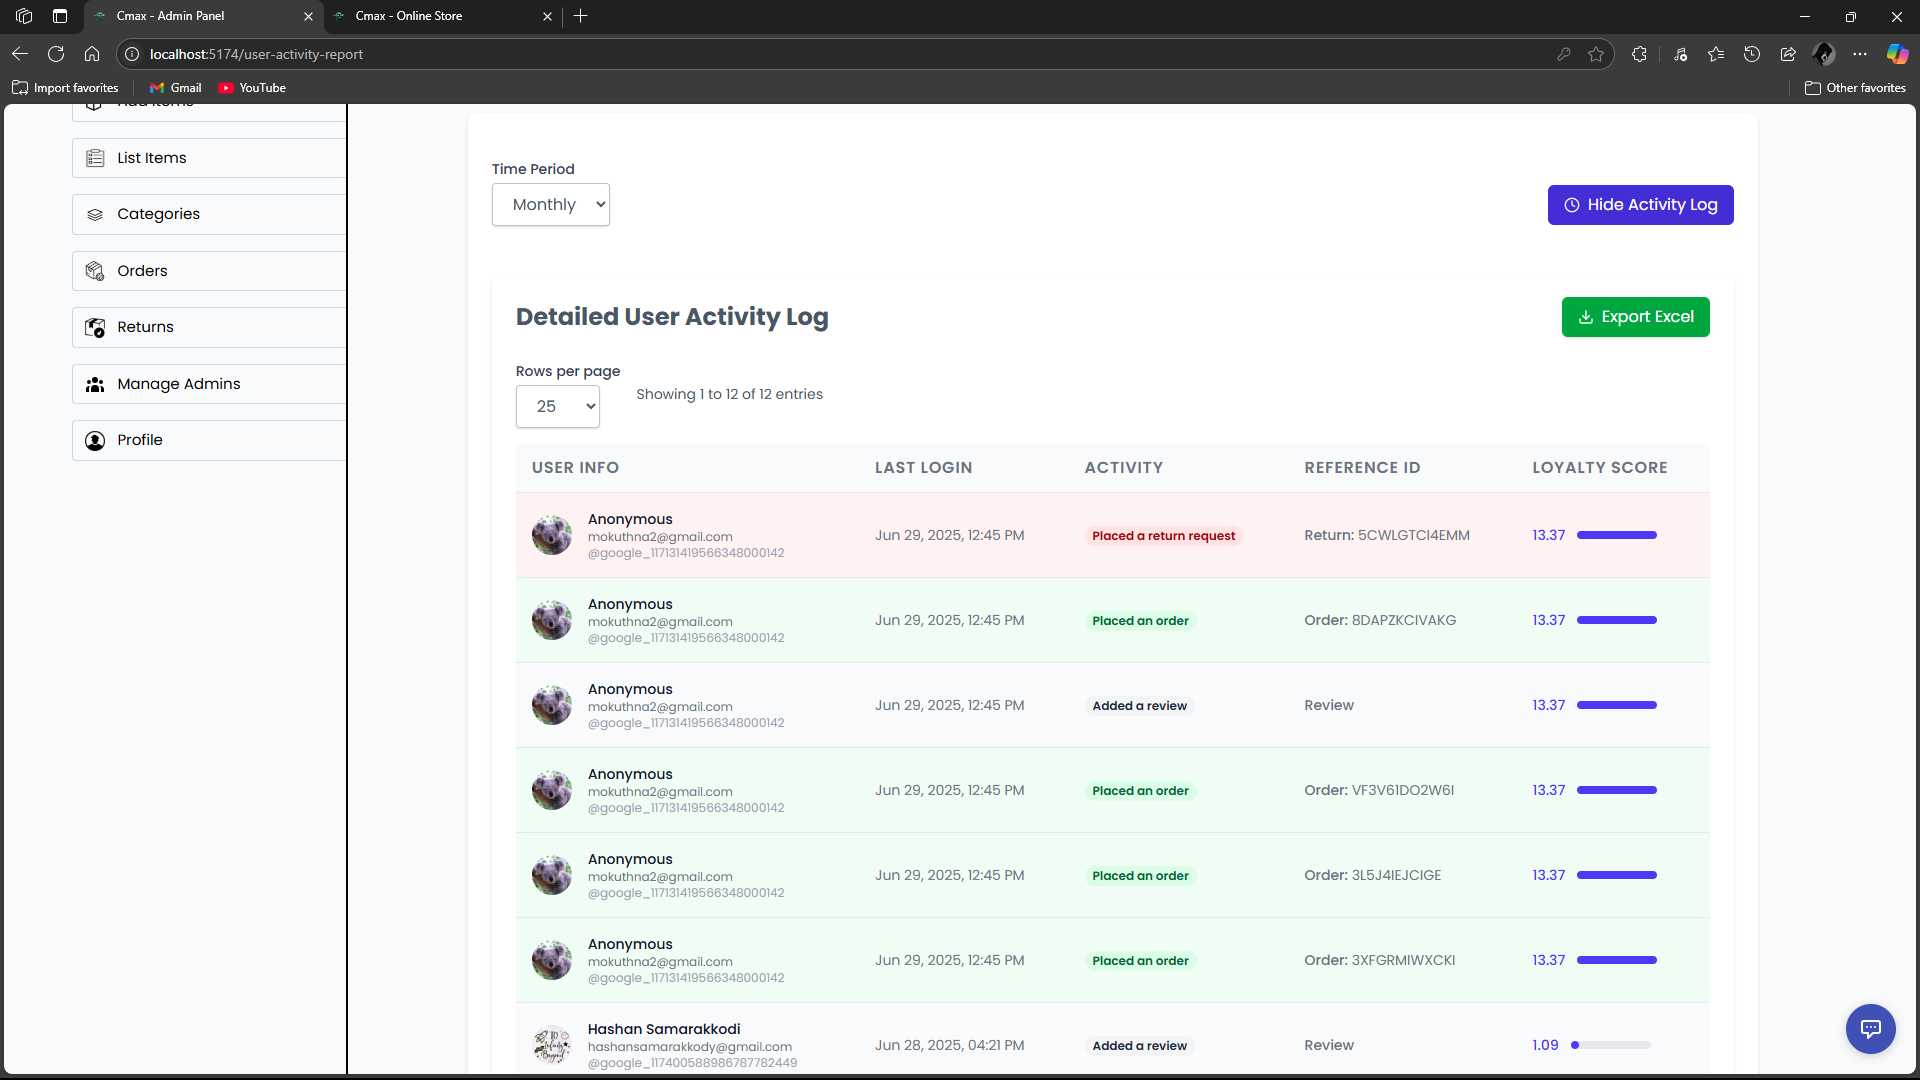 Cmax - Admin Panel
Cmax - Online Store
localhost:5174/user-activity-report
Import favorites
Gmail
YouTube
Other favorites
Add Items
List Items
Categories
Orders
Returns
Manage Admins
Profile
Time Period
Monthly
Hide Activity Log
Detailed User Activity Log
Export Excel
Rows per page
25
Showing 1 to 12 of 12 entries
USER INFO LAST LOGIN ACTIVITY REFERENCE ID LOYALTY SCORE
Anonymous
mokuthna2@gmail.com
@google_117131419566348000142
Jun 29, 2025, 12:45 PM Placed a return request Return: 5CWLGTCI4EMM 13.37
Anonymous
mokuthna2@gmail.com
@google_117131419566348000142
Jun 29, 2025, 12:45 PM Placed an order Order: 8DAPZKCIVAKG 13.37
Anonymous
mokuthna2@gmail.com
@google_117131419566348000142
Jun 29, 2025, 12:45 PM Added a review Review 13.37
Anonymous
mokuthna2@gmail.com
@google_117131419566348000142
Jun 29, 2025, 12:45 PM Placed an order Order: VF3V61DO2W6I 13.37
Anonymous
mokuthna2@gmail.com
@google_117131419566348000142
Jun 29, 2025, 12:45 PM Placed an order Order: 3L5J4IEJCIGE 13.37
Anonymous
mokuthna2@gmail.com
@google_117131419566348000142
Jun 29, 2025, 12:45 PM Placed an order Order: 3XFGRMIWXCKI 13.37
Hashan Samarakkodi
hashansamarakkody@gmail.com
@google_117400588986787782449
Jun 28, 2025, 04:21 PM Added a review Review 1.09